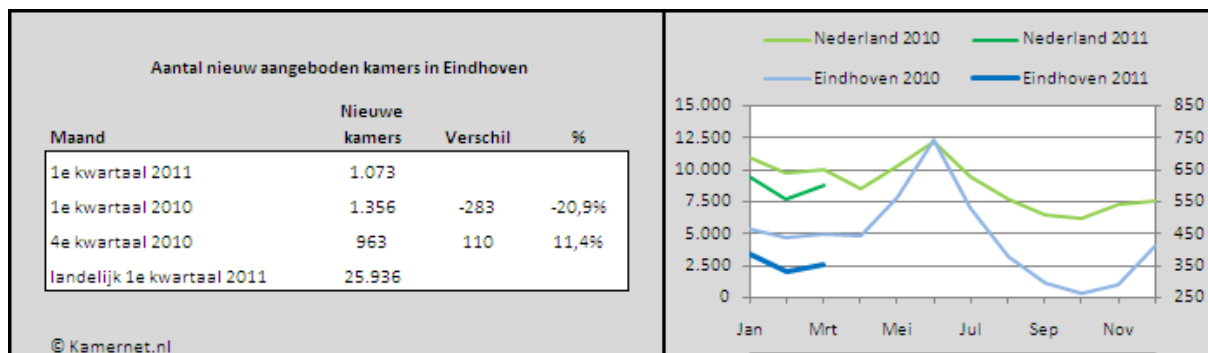 Aantal nieuw aangeboden kamers in Eindhoven
Nieuwe
Maand kamers Verschil %
1e kwartaal 2011 1.073
1e kwartaal 2010 1.356 -283 -20,9%
4e kwartaal 2010 963 110 11,4%
landelijk 1e kwartaal 2011 25.936
© Kamernet.nl
Nederland 2010 Nederland 2011
Eindhoven 2010 Eindhoven 2011
15.000 850
12.500 750
10.000 650
7.500 550
5.000 450
2.500 350
0 250
Jan Mrt Mei Jul Sep Nov